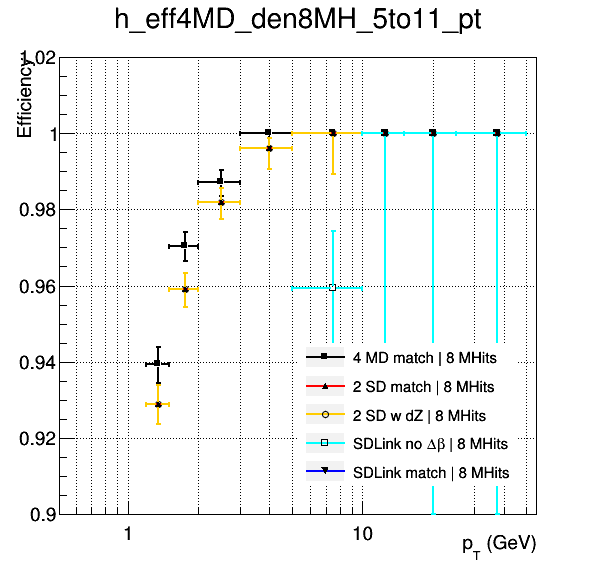 h_eff4MD_den8MH_5to11_pt
Efficiency
1.02
1
0.98
0.96
0.94
0.92
0.9
4 MD match | 8 MHits
2 SD match | 8 MHits
2 SD w dZ | 8 MHits
SDLink no Δβ | 8 MHits
SDLink match | 8 MHits
1
10
p_T (GeV)